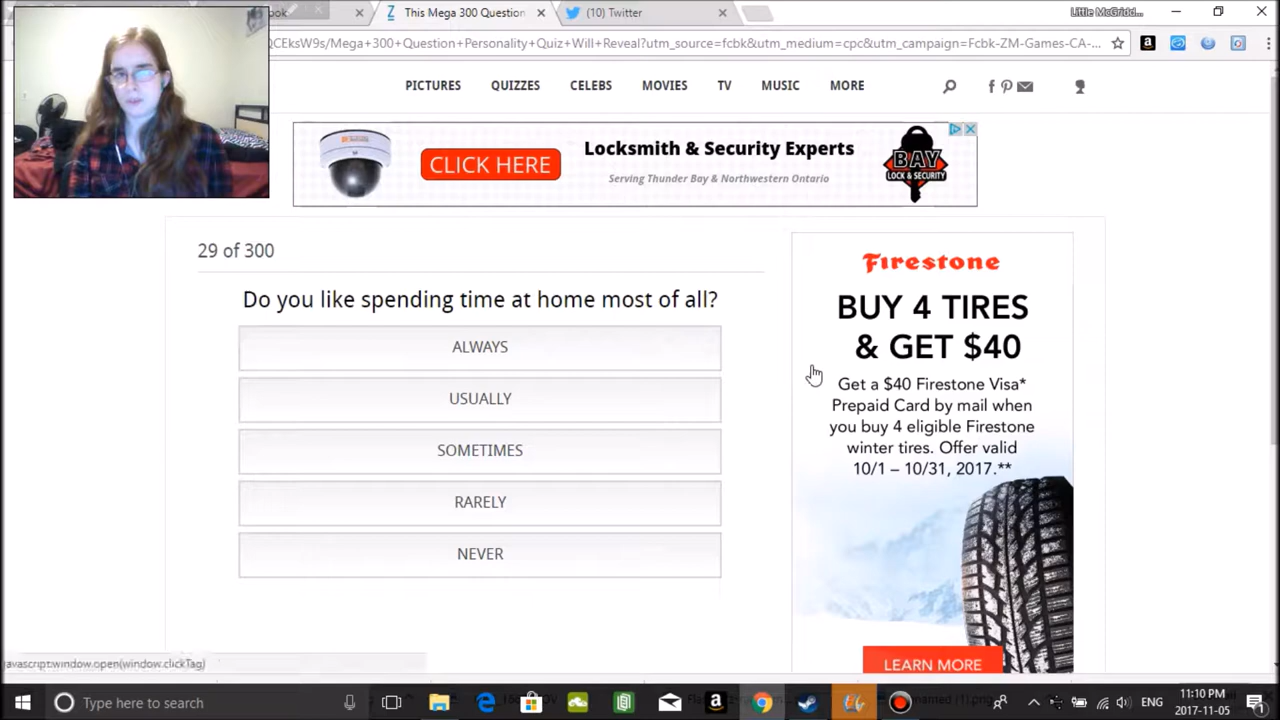 ook
This Mega 300 Question
(10) Twitter
Little McGridd...
QCEksW9s/Mega+300+Question+Personality+Quiz+Will+Reveal?utm_source=fcbk&utm_medium=cpc&utm_campaign=Fcbk-ZM-Games-CA-...
PICTURES QUIZZES CELEBS MOVIES TV MUSIC MORE
CLICK HERE
Locksmith & Security Experts
Serving Thunder Bay & Northwestern Ontario
BAY
LOCK & SECURITY
29 of 300
Do you like spending time at home most of all?
ALWAYS
USUALLY
SOMETIMES
RARELY
NEVER
Firestone
BUY 4 TIRES
& GET $40
Get a $40 Firestone Visa*
Prepaid Card by mail when
you buy 4 eligible Firestone
winter tires. Offer valid
10/1 – 10/31, 2017.**
LEARN MORE
javascript:window.open(window.clickTag)
Type here to search
ENG
11:10 PM
2017-11-05